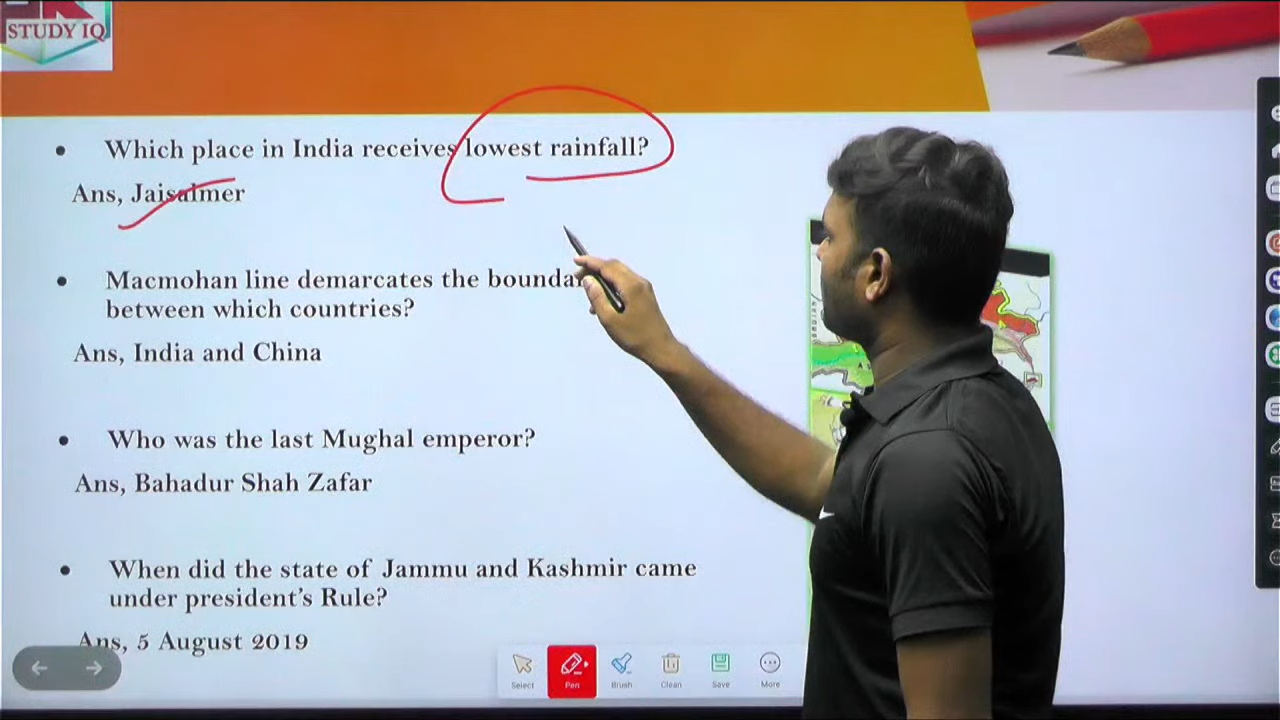 STUDY IQ
• Which place in India receives lowest rainfall?
Ans, Jaisalmer
• Macmohan line demarcates the
between which countries?
Ans, India and China
• Who was the last Mughal emperor?
Ans, Bahadur Shah Zafar
• When did the state of Jammu and Kashmir came
under president's Rule?
Ans, 5 August 2019
Select Pen Brush Clean Save More